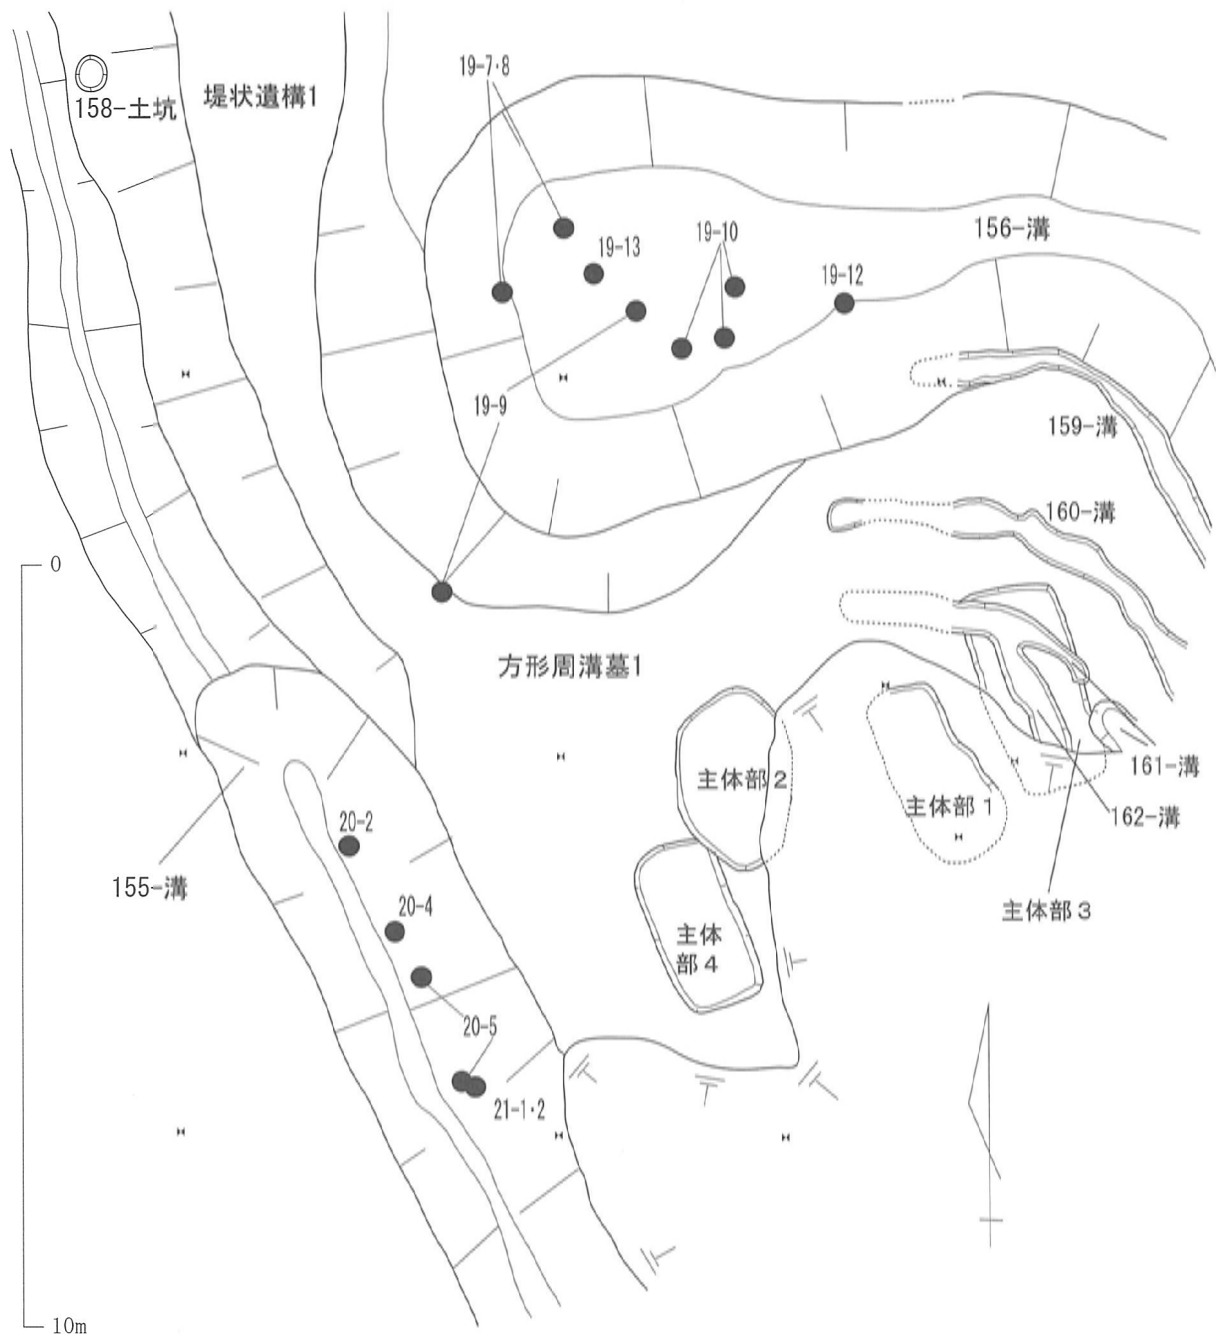 19-7・8
堤状遺構1
158-土坑
156-溝
19-10
19-13
19-12
19-9
159-溝
160-溝
0
方形周溝墓1
161-溝
主体部2
主体部1
162-溝
20-2
155-溝
20-4
主体部3
主体
部4
20-5
21-1・2
10m